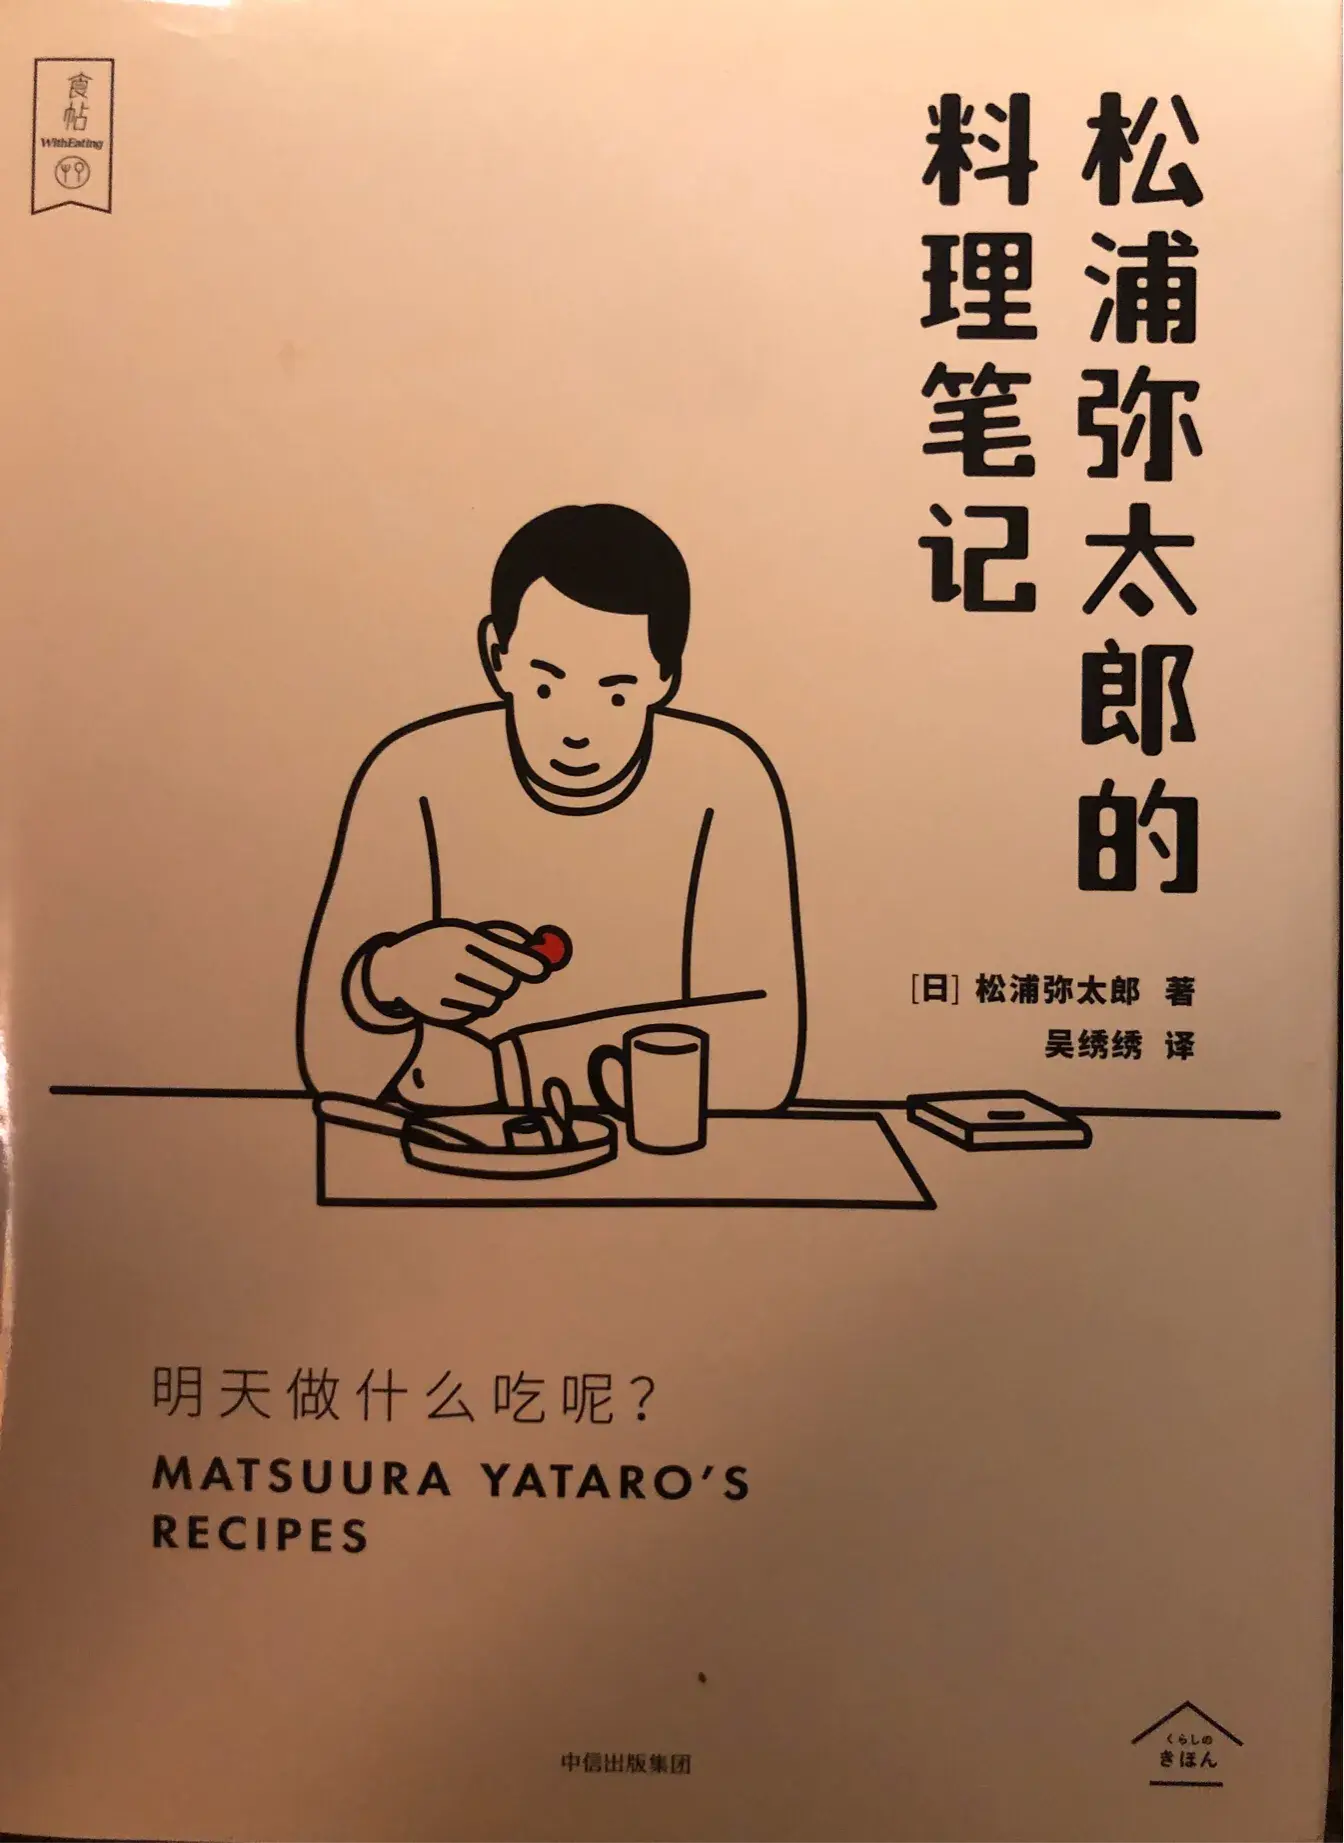 食帖
WithEating
松浦弥太郎的
料理笔记
[日] 松浦弥太郎 著
吴绣绣 译
明天做什么吃呢?
MATSUURA YATARO'S
RECIPES
中信出版集团
くらしの
きほん